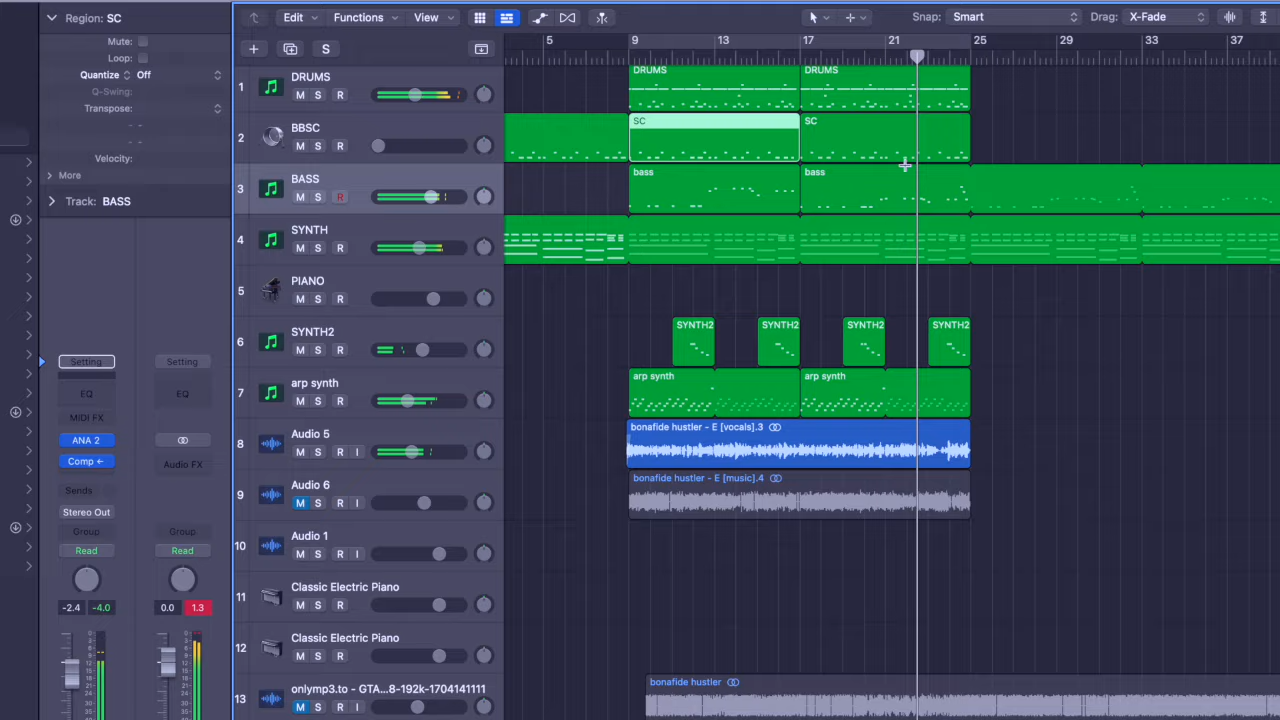 Region: SC
Mute:
Loop:
Quantize Off
Q-Swing:
Transpose:
- -
- -
Velocity:
More
Track: BASS
Setting Setting
EQ EQ
MIDI FX
ANA 2
Comp
Audio FX
Sends
Stereo Out
Group Group
Read Read
-2.4 -4.0 0.0 1.3
Edit Functions View Snap: Smart Drag: X-Fade
S
5 9 13 17 21 25 29 33 37
1 DRUMS
M S R
2 BBSC
M S R
3 BASS
M S R
4 SYNTH
M S R
5 PIANO
M S R
6 SYNTH2
M S R
7 arp synth
M S R
8 Audio 5
M S R I
9 Audio 6
M S R I
10 Audio 1
M S R I
11 Classic Electric Piano
M S R
12 Classic Electric Piano
M S R
13 onlymp3.to - GTA...8-192k-1704141111
M S R I
DRUMS DRUMS
SC SC
bass bass
SYNTH2 SYNTH2 SYNTH2 SYNTH2
arp synth arp synth
bonafide hustler - E [vocals].3
bonafide hustler - E [music].4
bonafide hustler